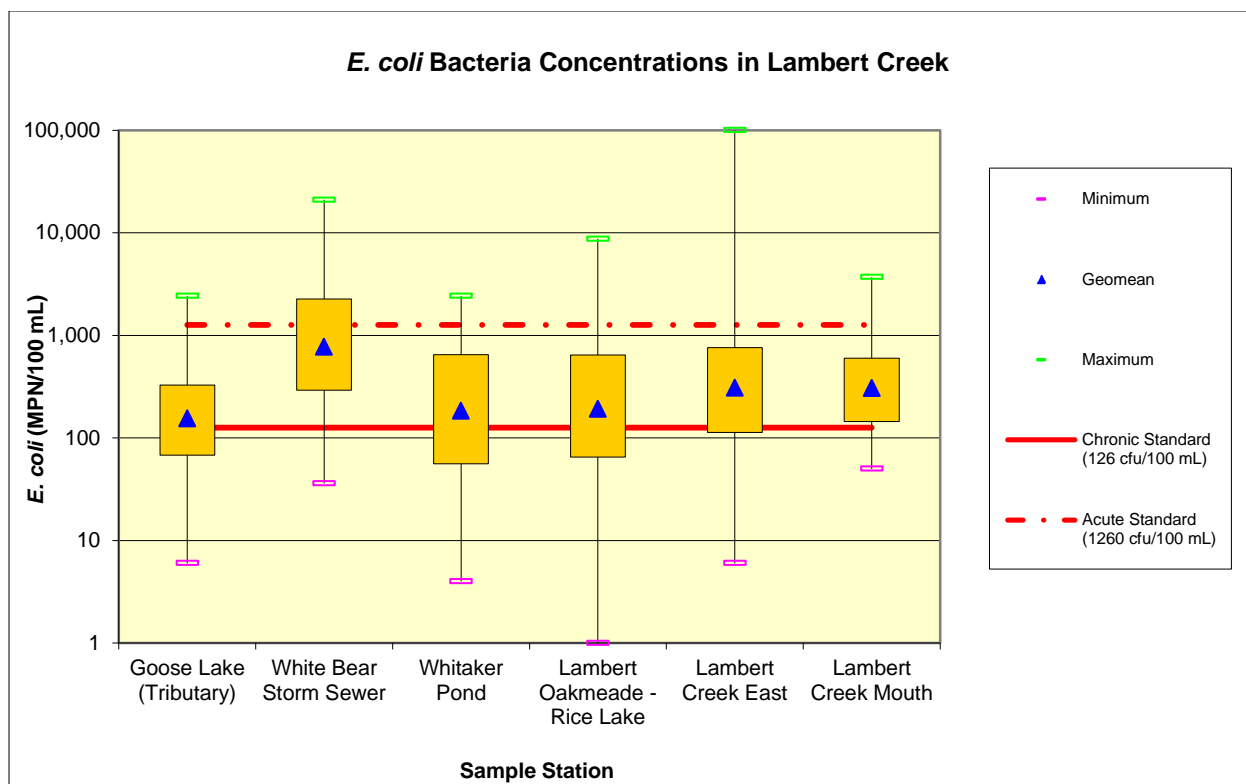 E. coli Bacteria Concentrations in Lambert Creek
100,000
10,000
1,000
100
10
1
E. coli (MPN/100 mL)
Goose Lake
(Tributary)
White Bear
Storm Sewer
Whitaker
Pond
Lambert
Oakmeade -
Rice Lake
Lambert
Creek East
Lambert
Creek Mouth
Sample Station
Minimum
Geomean
Maximum
Chronic Standard
(126 cfu/100 mL)
Acute Standard
(1260 cfu/100 mL)